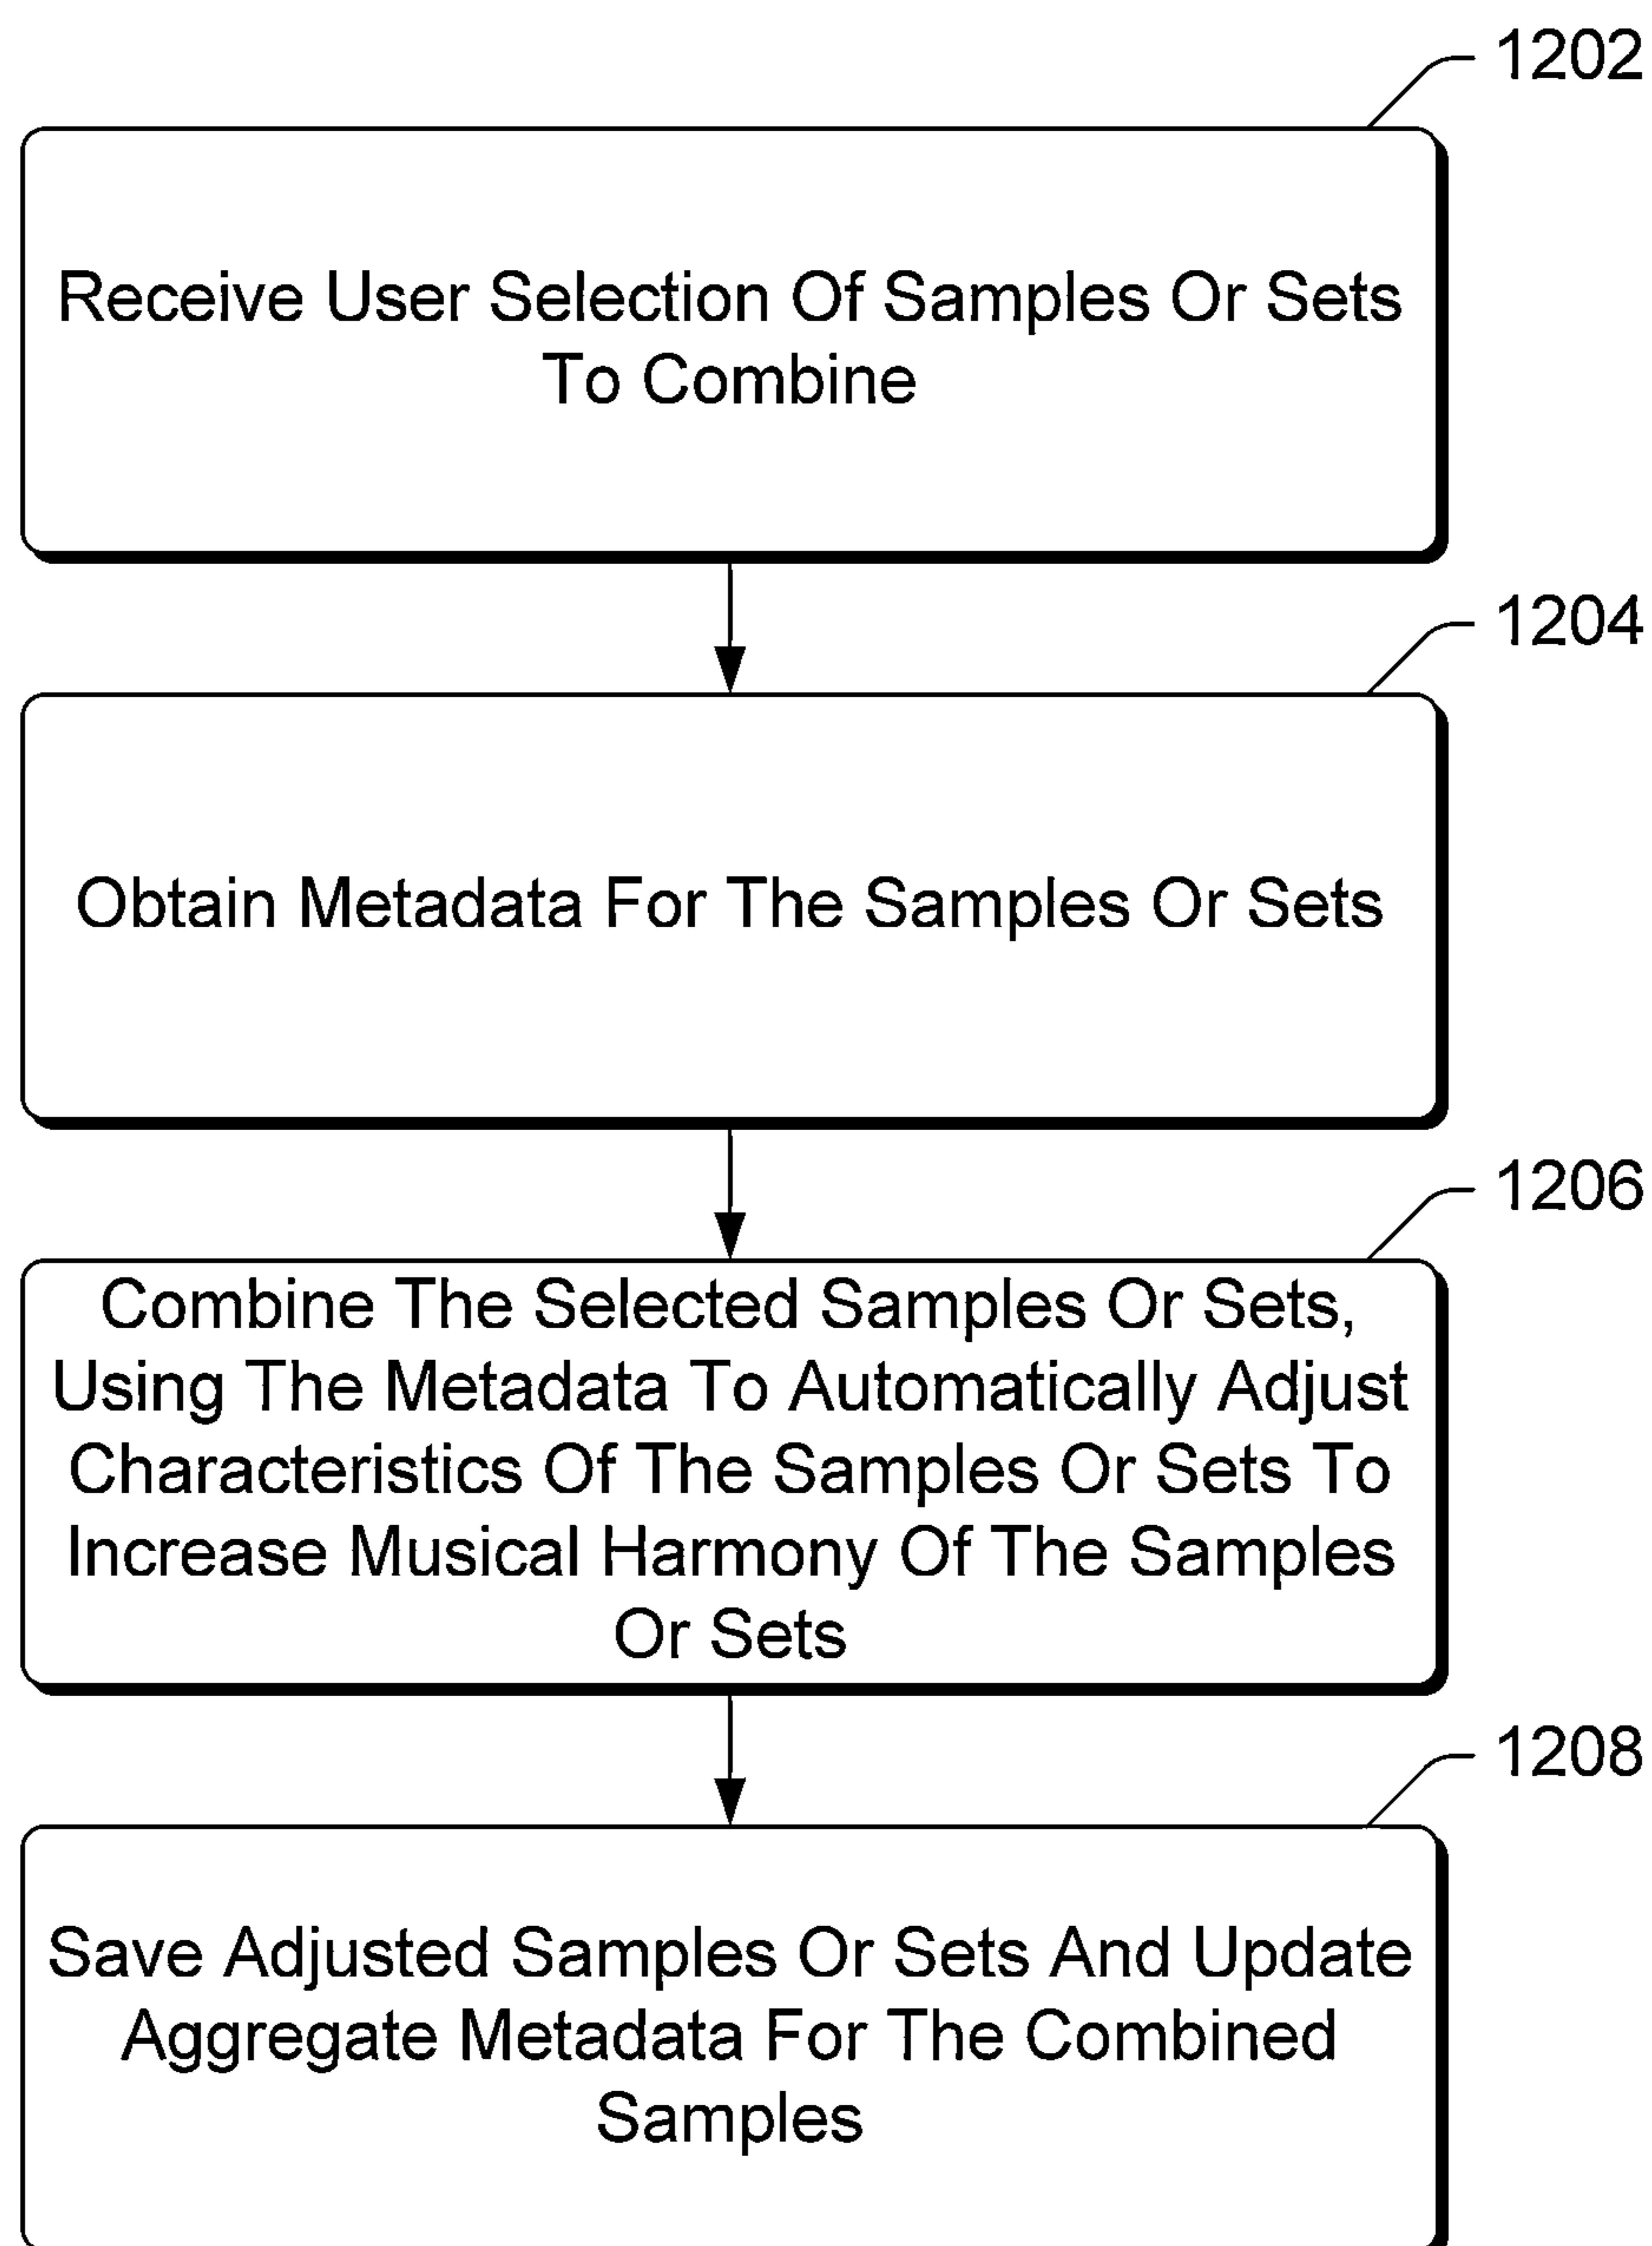 1202
Receive User Selection Of Samples Or Sets
To Combine
1204
Obtain Metadata For The Samples Or Sets
1206
Combine The Selected Samples Or Sets,
Using The Metadata To Automatically Adjust
Characteristics Of The Samples Or Sets To
Increase Musical Harmony Of The Samples
Or Sets
1208
Save Adjusted Samples Or Sets And Update
Aggregate Metadata For The Combined
Samples